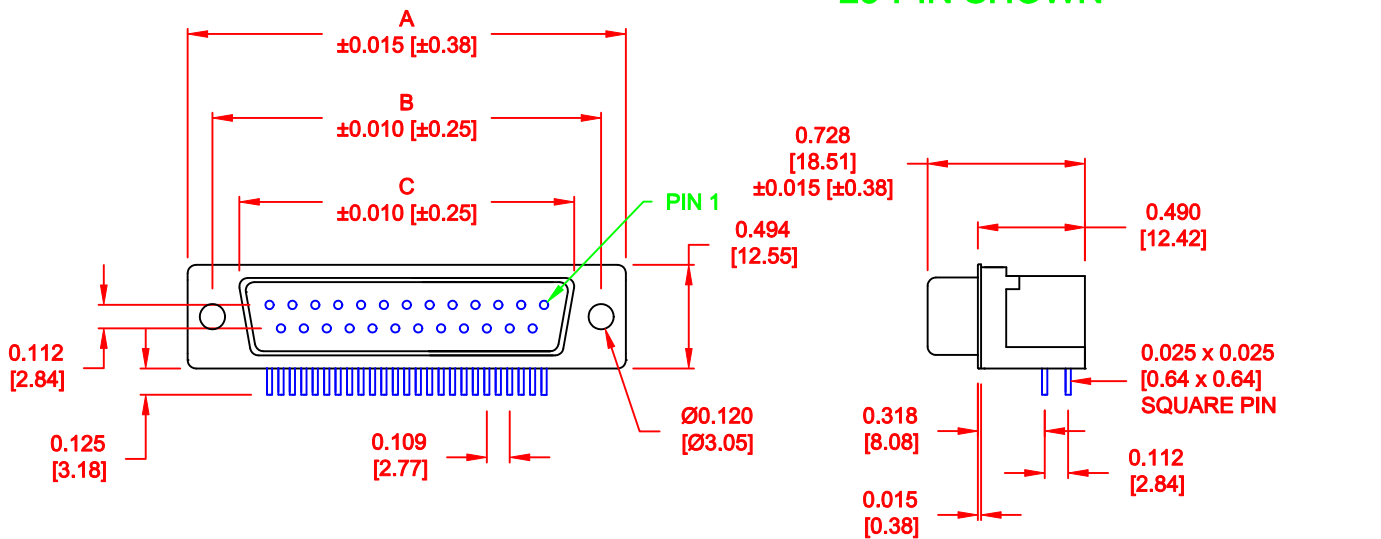 PIN SHOWN
A
±0.015 [±0.38]
B
±0.010 [±0.25]
C
±0.010 [±0.25]
PIN 1
0.728
[18.51]
±0.015 [±0.38]
0.494
[12.55]
0.490
[12.42]
0.112
[2.84]
0.125
[3.18]
0.109
[2.77]
Ø0.120
[Ø3.05]
0.025 x 0.025
[0.64 x 0.64]
SQUARE PIN
0.318
[8.08]
0.112
[2.84]
0.015
[0.38]